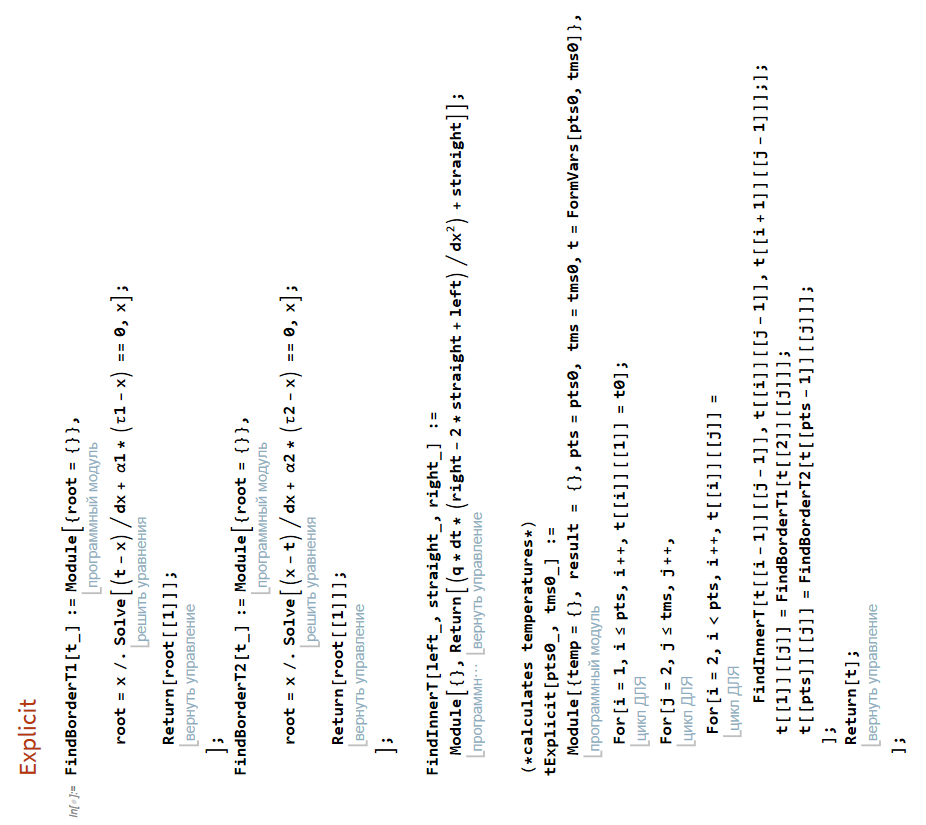 Explicit
In[•]:= FindBorderT1[t_] := Module[{root = {}},
программный модуль
root = x /. Solve[(t - x) / dx + α1 * (τ1 - x) == 0, x];
решить уравнения
Return[root[[1]]];
вернуть управление
];
FindBorderT2[t_] := Module[{root = {}},
программный модуль
root = x /. Solve[(x - t) / dx + α2 * (τ2 - x) == 0, x];
решить уравнения
Return[root[[1]]];
вернуть управление
];
FindInnerT[left_, straight_, right_] :=
Module[{}, Return[(q * dt * (right - 2 * straight + left) / dx²) + straight]];
программн⋯ вернуть управление
(*calculates temperatures*)
tExplicit[pts0_, tms0_] :=
Module[{temp = {}, result = {}, pts = pts0, tms = tms0, t = FormVars[pts0, tms0]},
программный модуль
For[i = 1, i ≤ pts, i++, t[[i]][[1]] = t0];
цикл ДЛЯ
For[j = 2, j ≤ tms, j++,
цикл ДЛЯ
For[i = 2, i < pts, i++, t[[i]][[j]] =
цикл ДЛЯ
FindInnerT[t[[i - 1]][[j - 1]], t[[i]][[j - 1]], t[[i + 1]][[j - 1]]];];
t[[1]][[j]] = FindBorderT1[t[[2]][[j]]];
t[[pts]][[j]] = FindBorderT2[t[[pts - 1]][[j]]];
];
Return[t];
вернуть управление
];